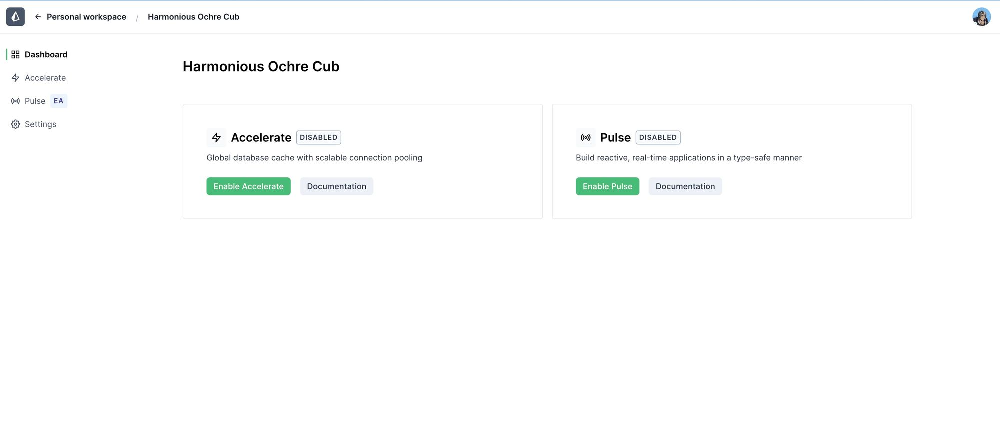 Personal workspace / Harmonious Ochre Cub
Dashboard
Accelerate
Pulse EA
Settings
Harmonious Ochre Cub
Accelerate DISABLED
Global database cache with scalable connection pooling
Enable Accelerate Documentation
Pulse DISABLED
Build reactive, real-time applications in a type-safe manner
Enable Pulse Documentation